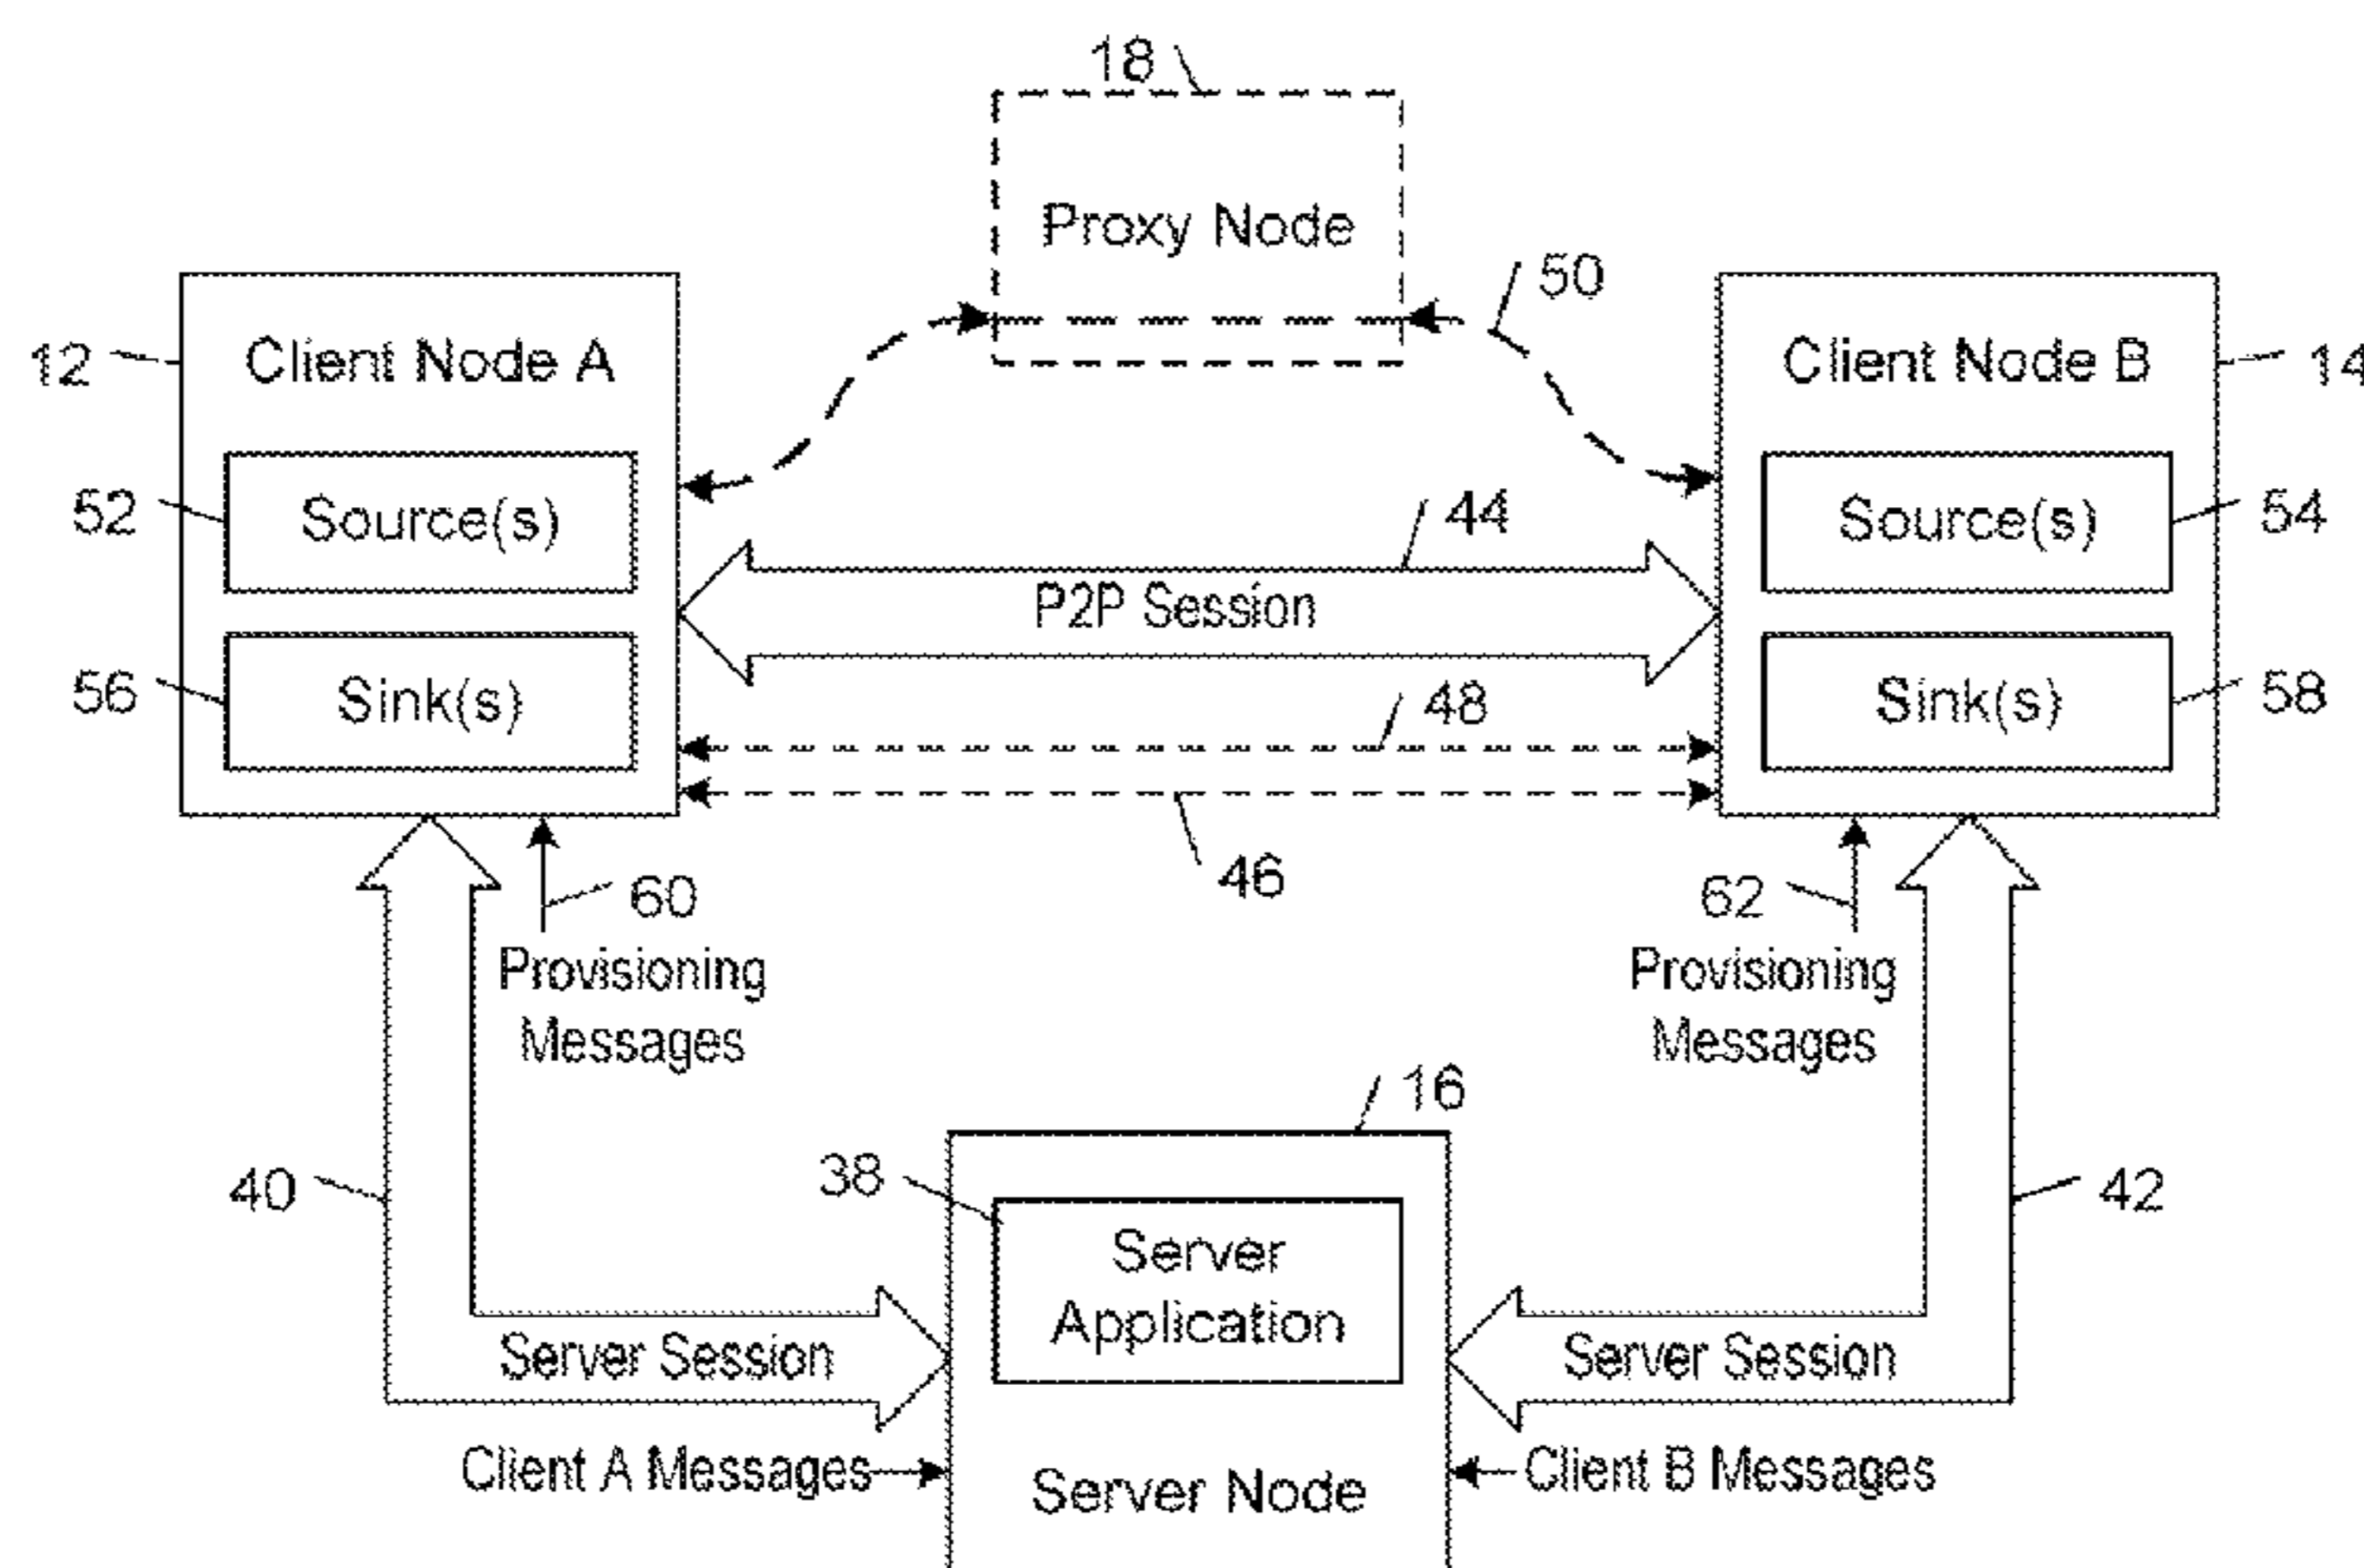 18
Proxy Node
50
12
Client Node A
Client Node B
14
52
Source(s)
44
Source(s)
54
P2P Session
56
Sink(s)
48
Sink(s)
58
46
60
62
Provisioning
Messages
Provisioning
Messages
16
40
38
42
Server
Application
Server Session
Server Session
Client A Messages
Client B Messages
Server Node